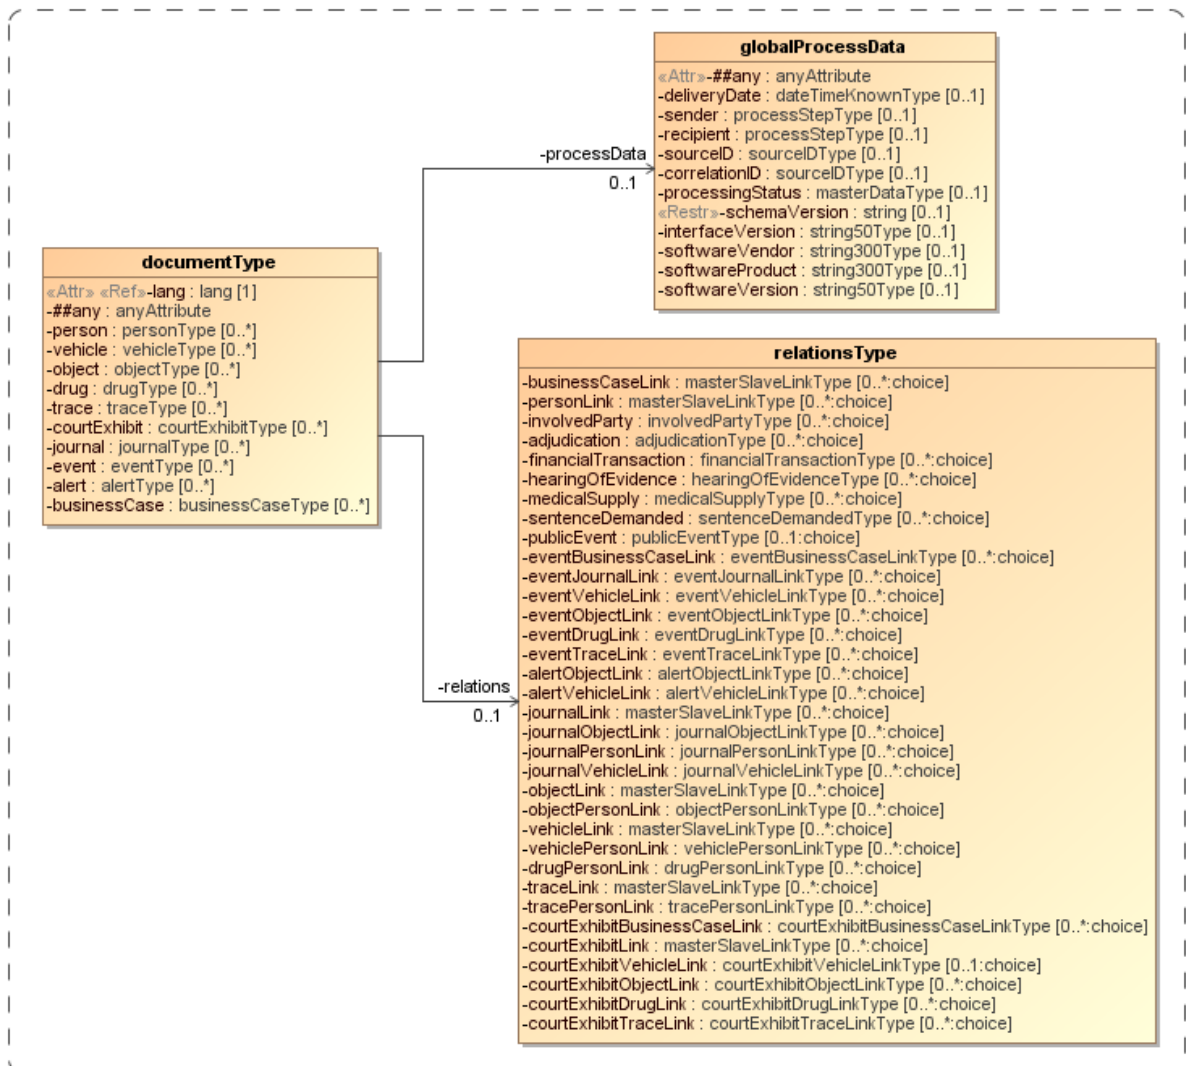 globalProcessData
«Attr»-##any : anyAttribute
-deliveryDate : dateTimeKnownType [0..1]
-sender : processStepType [0..1]
-recipient : processStepType [0..1]
-sourceID : sourceIDType [0..1]
-correlationID : sourceIDType [0..1]
-processingStatus : masterDataType [0..1]
«Restr»-schemaVersion : string [0..1]
-interfaceVersion : string50Type [0..1]
-softwareVendor : string300Type [0..1]
-softwareProduct : string300Type [0..1]
-softwareVersion : string50Type [0..1]
-processData
0..1
documentType
«Attr» «Ref»-lang : lang [1]
-##any : anyAttribute
-person : personType [0..*]
-vehicle : vehicleType [0..*]
-object : objectType [0..*]
-drug : drugType [0..*]
-trace : traceType [0..*]
-courtExhibit : courtExhibitType [0..*]
-journal : journalType [0..*]
-event : eventType [0..*]
-alert : alertType [0..*]
-businessCase : businessCaseType [0..*]
-relations
0..1
relationsType
-businessCaseLink : masterSlaveLinkType [0..*:choice]
-personLink : masterSlaveLinkType [0..*:choice]
-involvedParty : involvedPartyType [0..*:choice]
-adjudication : adjudicationType [0..*:choice]
-financialTransaction : financialTransactionType [0..*:choice]
-hearingOfEvidence : hearingOfEvidenceType [0..*:choice]
-medicalSupply : medicalSupplyType [0..*:choice]
-sentenceDemanded : sentenceDemandedType [0..*:choice]
-publicEvent : publicEventType [0..1:choice]
-eventBusinessCaseLink : eventBusinessCaseLinkType [0..*:choice]
-eventJournalLink : eventJournalLinkType [0..*:choice]
-eventVehicleLink : eventVehicleLinkType [0..*:choice]
-eventObjectLink : eventObjectLinkType [0..*:choice]
-eventDrugLink : eventDrugLinkType [0..*:choice]
-eventTraceLink : eventTraceLinkType [0..*:choice]
-alertObjectLink : alertObjectLinkType [0..*:choice]
-alertVehicleLink : alertVehicleLinkType [0..*:choice]
-journalLink : masterSlaveLinkType [0..*:choice]
-journalObjectLink : journalObjectLinkType [0..*:choice]
-journalPersonLink : journalPersonLinkType [0..*:choice]
-journalVehicleLink : journalVehicleLinkType [0..*:choice]
-objectLink : masterSlaveLinkType [0..*:choice]
-objectPersonLink : objectPersonLinkType [0..*:choice]
-vehicleLink : masterSlaveLinkType [0..*:choice]
-vehiclePersonLink : vehiclePersonLinkType [0..*:choice]
-drugPersonLink : drugPersonLinkType [0..*:choice]
-traceLink : masterSlaveLinkType [0..*:choice]
-tracePersonLink : tracePersonLinkType [0..*:choice]
-courtExhibitBusinessCaseLink : courtExhibitBusinessCaseLinkType [0..*:choice]
-courtExhibitLink : masterSlaveLinkType [0..*:choice]
-courtExhibitVehicleLink : courtExhibitVehicleLinkType [0..1:choice]
-courtExhibitObjectLink : courtExhibitObjectLinkType [0..*:choice]
-courtExhibitDrugLink : courtExhibitDrugLinkType [0..*:choice]
-courtExhibitTraceLink : courtExhibitTraceLinkType [0..*:choice]